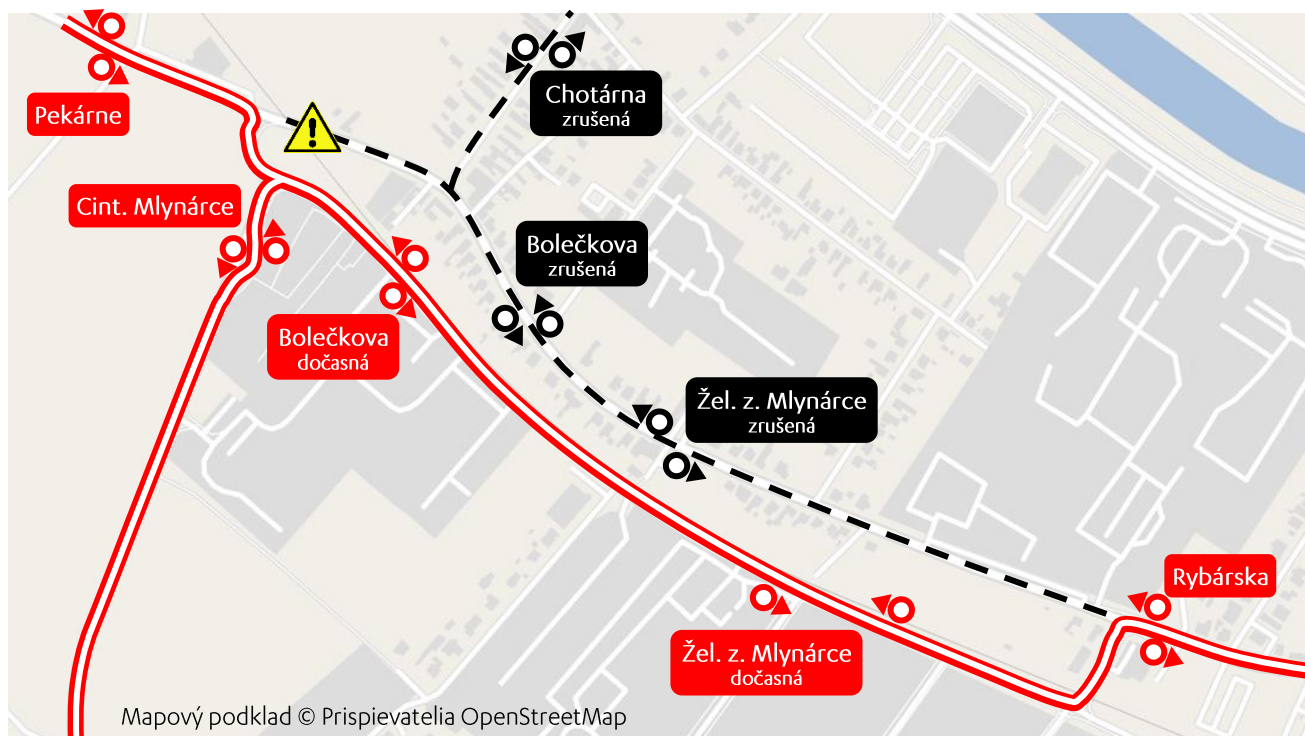 Chotárna
zrušená
Pekárne
Cint. Mlynárce
Bolečkova
zrušená
Bolečkova
dočasná
Žel. z. Mlynárce
zrušená
Rybárska
Žel. z. Mlynárce
dočasná
Mapový podklad © Prispievatelia OpenStreetMap